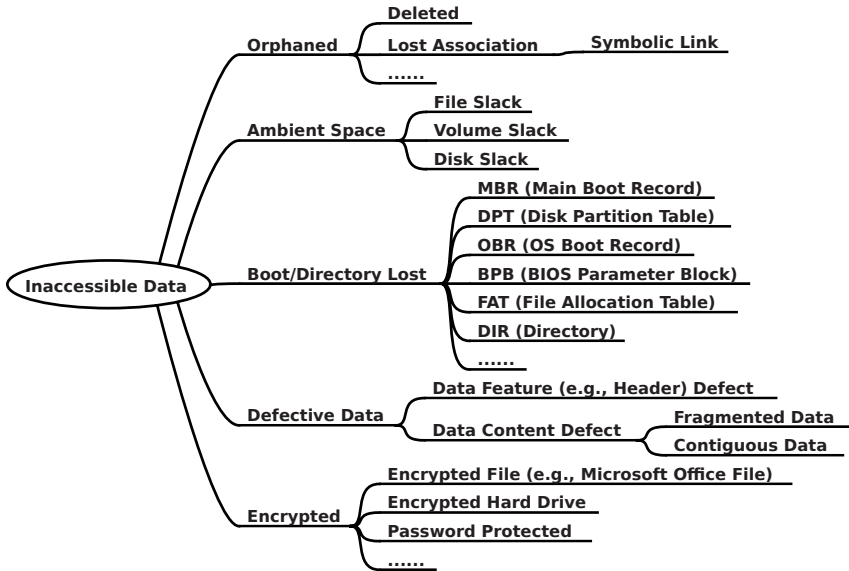 Inaccessible Data
Orphaned
Deleted
Lost Association
Symbolic Link
......
Ambient Space
File Slack
Volume Slack
Disk Slack
Boot/Directory Lost
MBR (Main Boot Record)
DPT (Disk Partition Table)
OBR (OS Boot Record)
BPB (BIOS Parameter Block)
FAT (File Allocation Table)
DIR (Directory)
......
Defective Data
Data Feature (e.g., Header) Defect
Data Content Defect
Fragmented Data
Contiguous Data
Encrypted
Encrypted File (e.g., Microsoft Office File)
Encrypted Hard Drive
Password Protected
......